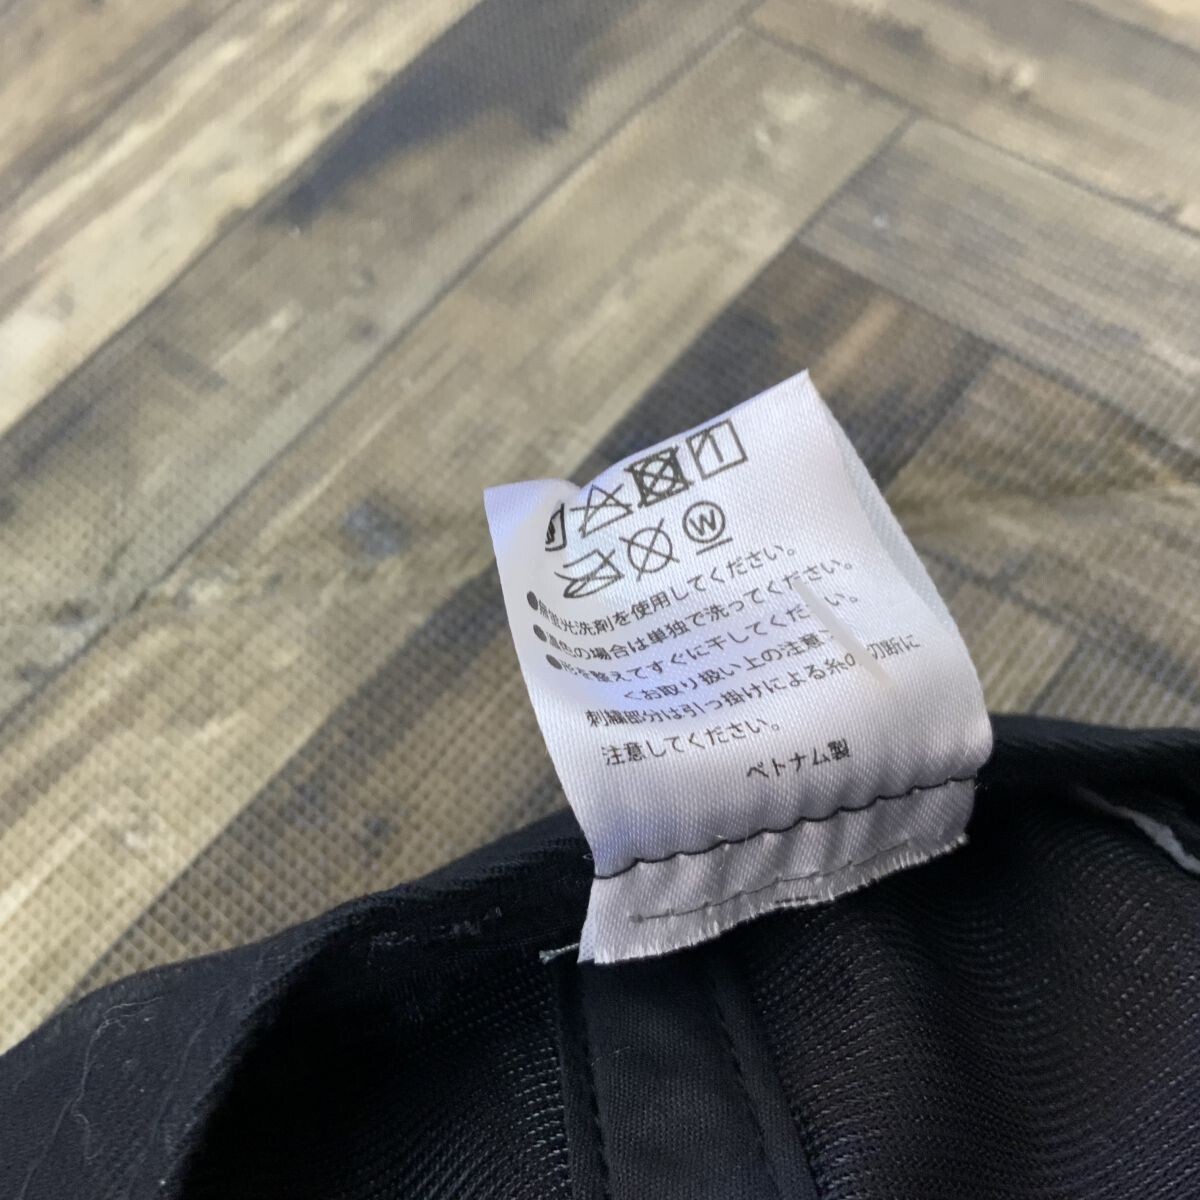 W
●無蛍光洗剤を使用してください。
●濃色の場合は単独で洗ってください。
●形を整えてすぐに干してください。
くお取り扱い上の注意
刺繍部分は引っ掛けによる糸の切断に
注意してください。
ベトナム製